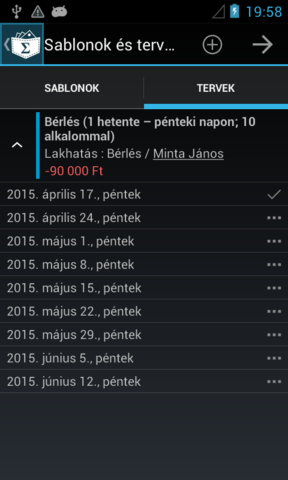 19:58
Sablonok és terv...
SABLONOK
TERVEK
Bérlés (1 hetente – pénteki napon; 10
alkalommal)
Lakhatás : Bérlés / Minta János
-90 000 Ft
2015. április 17., péntek
2015. április 24., péntek
2015. május 1., péntek
2015. május 8., péntek
2015. május 15., péntek
2015. május 22., péntek
2015. május 29., péntek
2015. június 5., péntek
2015. június 12., péntek